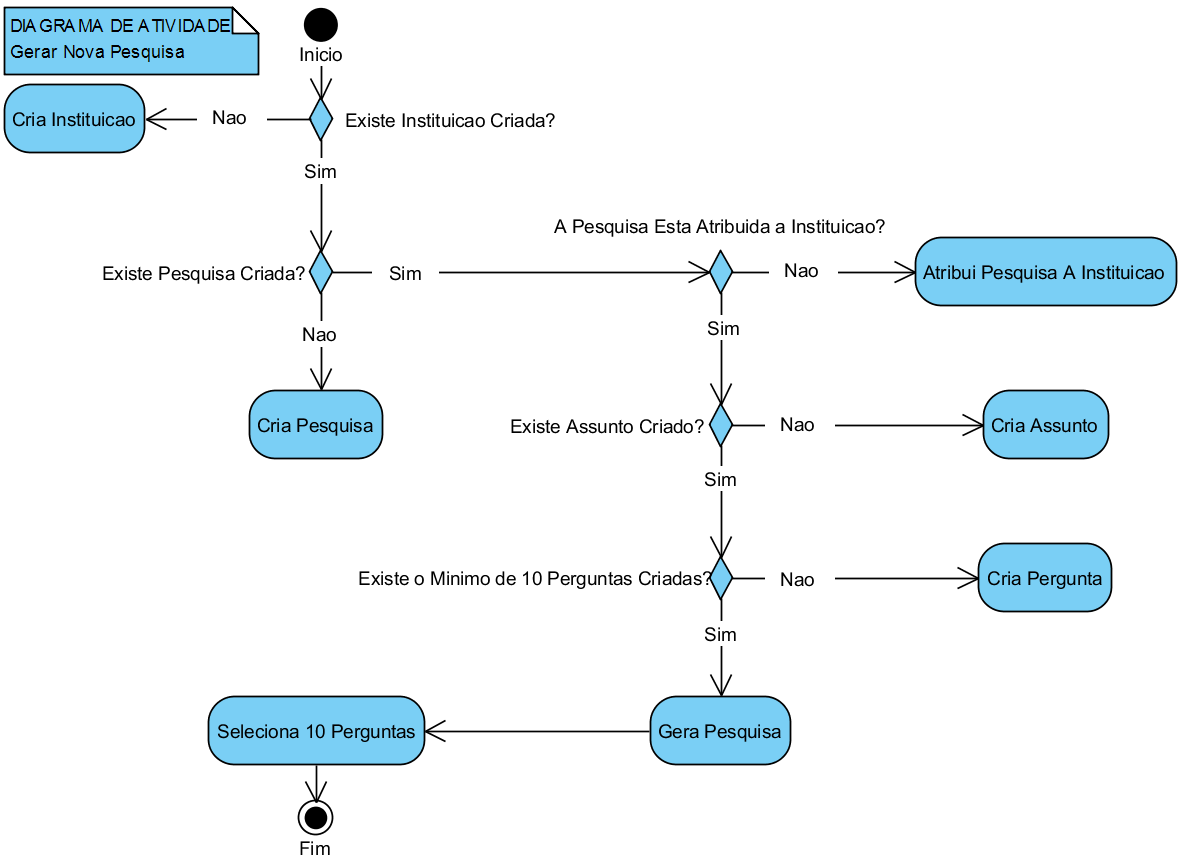 DIAGRAMA DE ATIVIDADE
Gerar Nova Pesquisa
Inicio
Cria Instituicao
Nao
Existe Instituicao Criada?
Sim
A Pesquisa Esta Atribuida a Instituicao?
Existe Pesquisa Criada?
Sim
Nao
Atribui Pesquisa A Instituicao
Nao
Sim
Cria Pesquisa
Existe Assunto Criado?
Nao
Cria Assunto
Sim
Existe o Minimo de 10 Perguntas Criadas?
Nao
Cria Pergunta
Sim
Seleciona 10 Perguntas
Gera Pesquisa
Fim